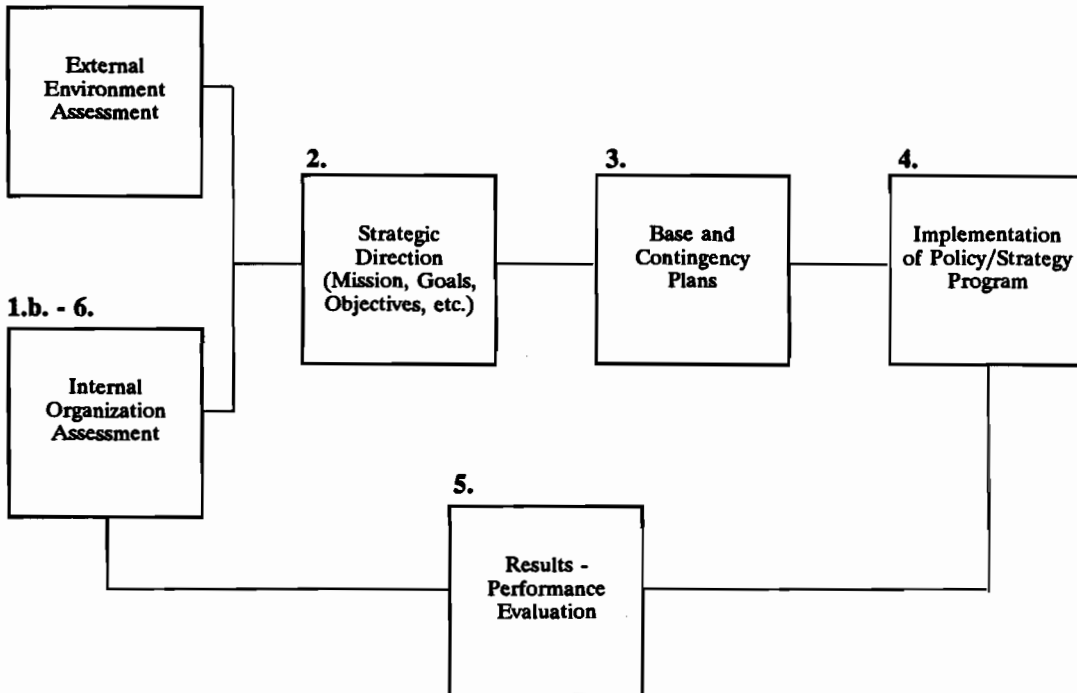 External
Environment
Assessment
1.b. - 6.
Internal
Organization
Assessment
2.
Strategic
Direction
(Mission, Goals,
Objectives, etc.)
3.
Base and
Contingency
Plans
4.
Implementation
of Policy/Strategy
Program
5.
Results -
Performance
Evaluation